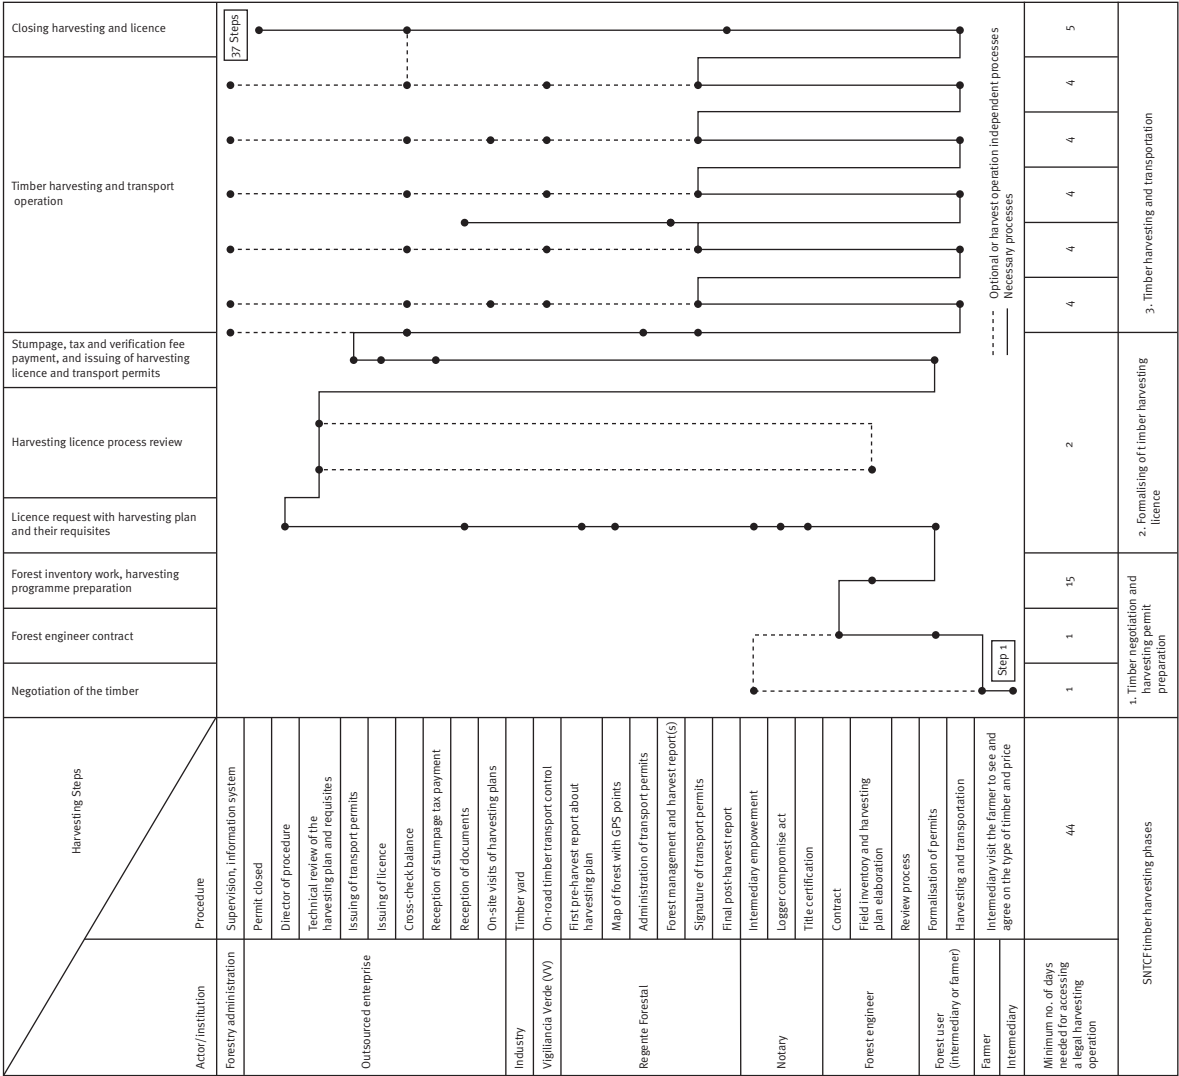 Closing harvesting and licence
Timber harvesting and transport
operation
Stumpage, tax and verification fee
payment, and issuing of harvesting
licence and transport permits
Harvesting licence process review
Licence request with harvesting plan
and their requisites
Forest inventory work, harvesting
programme preparation
Forest engineer contract
Negotiation of the timber
37 Steps
Step 1
Optional or harvest operation independent processes
Necessary processes
5
4
4
4
4
4
2
15
1
1
3. Timber harvesting and transportation
2. Formalising of t imber harvesting
licence
1. Timber negotiation and
harvesting permit
preparation
Harvesting Steps
Procedure
Actor/institution
Supervision, information system
Permit closed
Director of procedure
Technical review of the
harvesting plan and requisites
Issuing of transport permits
Issuing of licence
Cross-check balance
Reception of stumpage tax payment
Reception of documents
On-site visits of harvesting plans
Timber yard
On-road timber transport control
First pre-harvest report about
harvesting plan
Map of forest with GPS points
Administration of transport permits
Forest management and harvest report(s)
Signature of transport permits
Final post-harvest report
Intermediary empowerment
Logger compromise act
Title certification
Contract
Field inventory and harvesting
plan elaboration
Review process
Formalisation of permits
Harvesting and transportation
Intermediary visit the farmer to see and
agree on the type of timber and price
44
SNTCF timber harvesting phases
Forestry administration
Outsourced enterprise
Industry
Vigiliancia Verde (VV)
Regente Forestal
Notary
Forest engineer
Forest user
(intermediary or farmer)
Farmer
Intermediary
Minimum no. of days
needed for accessing
a legal harvesting
operation